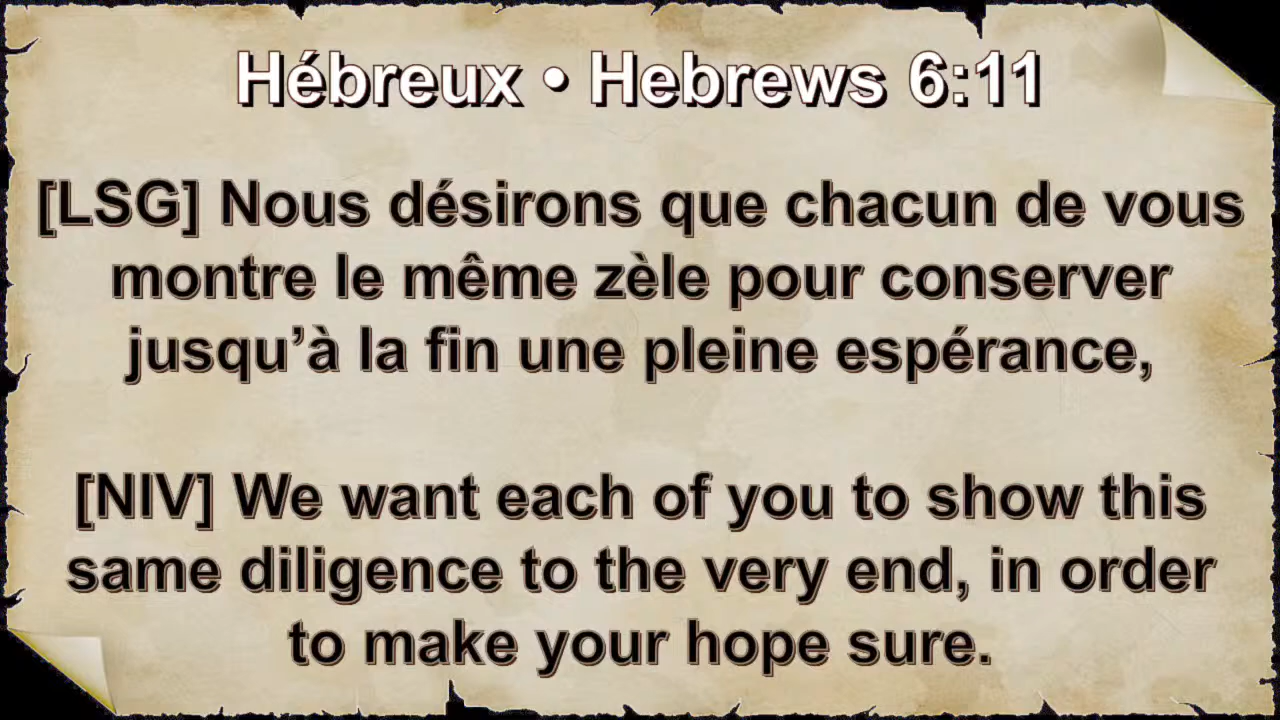 Hébreux • Hebrews 6:11
[LSG] Nous désirons que chacun de vous
montre le même zèle pour conserver
jusqu’à la fin une pleine espérance,
[NIV] We want each of you to show this
same diligence to the very end, in order
to make your hope sure.